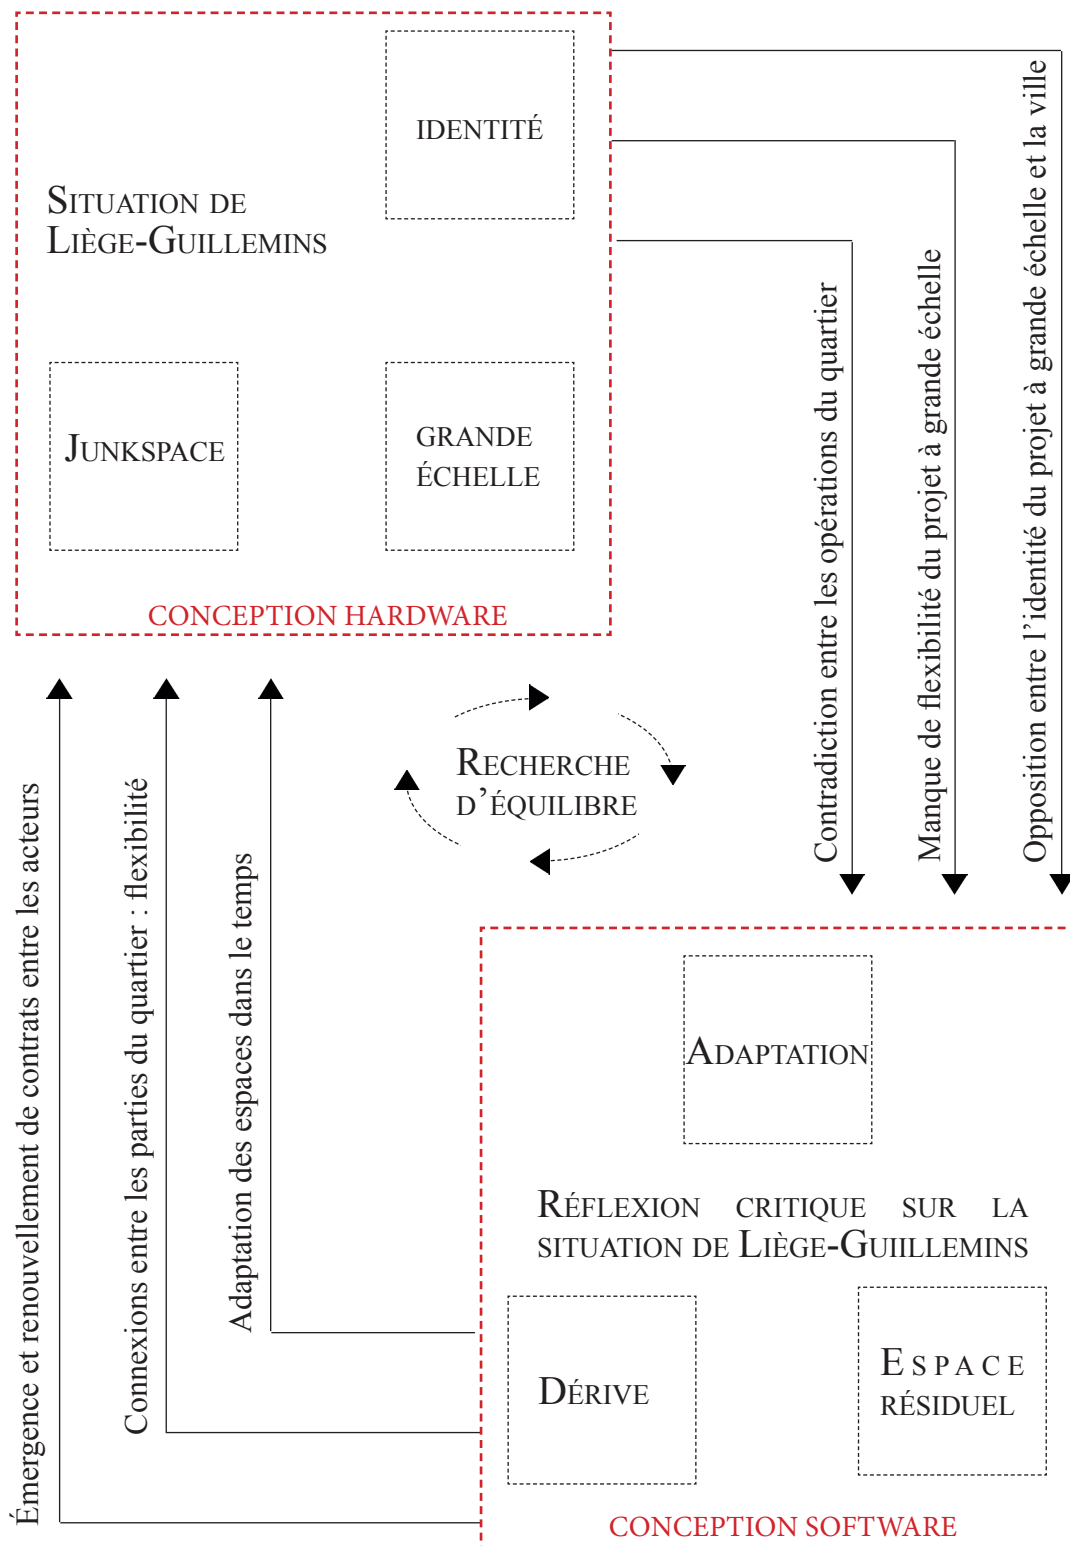 IDENTITÉ
SITUATION DE
LIÈGE-GUILLEMINS
JUNKSPACE
GRANDE
ÉCHELLE
CONCEPTION HARDWARE
Contradiction entre les opérations du quartier
Manque de flexibilité du projet à grande échelle
Opposition entre l'identité du projet à grande échelle et la ville
RECHERCHE
D'ÉQUILIBRE
Émergence et renouvellement de contrats entre les acteurs
Connexions entre les parties du quartier : flexibilité
Adaptation des espaces dans le temps
ADAPTATION
RÉFLEXION CRITIQUE SUR LA
SITUATION DE LIÈGE-GUIILLEMINS
DÉRIVE
ESPACE
RÉSIDUEL
CONCEPTION SOFTWARE